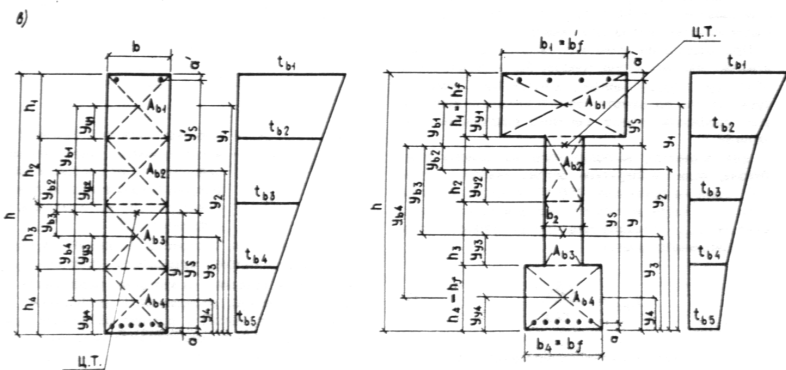 в)
b
a'
t_b1
h_1
A_b1
y_y1
y_b1
y'_s
y_1
t_b2
h_2
A_b2
y_y2
y_b2
y_2
h
t_b3
y_b3
h_3
A_b3
y_y3
y_b4
y
y_s
y_3
t_b4
h_4
A_b4
y_y4
y_4
t_b5
a
Ц.Т.
Ц.Т.
b_1 = b'_f
a'
t_b1
h_1 = h'_f
A_b1
y_b1
y_y1
y'_s
y_1
t_b2
y_b2
A_b2
h_2
y_y2
y_b3
y_b4
h
b_2
y_s
y
y_2
t_b3
h_3
y_y3
A_b3
y_3
t_b4
h_4 = h_f
A_b4
y_y4
y_4
t_b5
a
b_4 = b_f